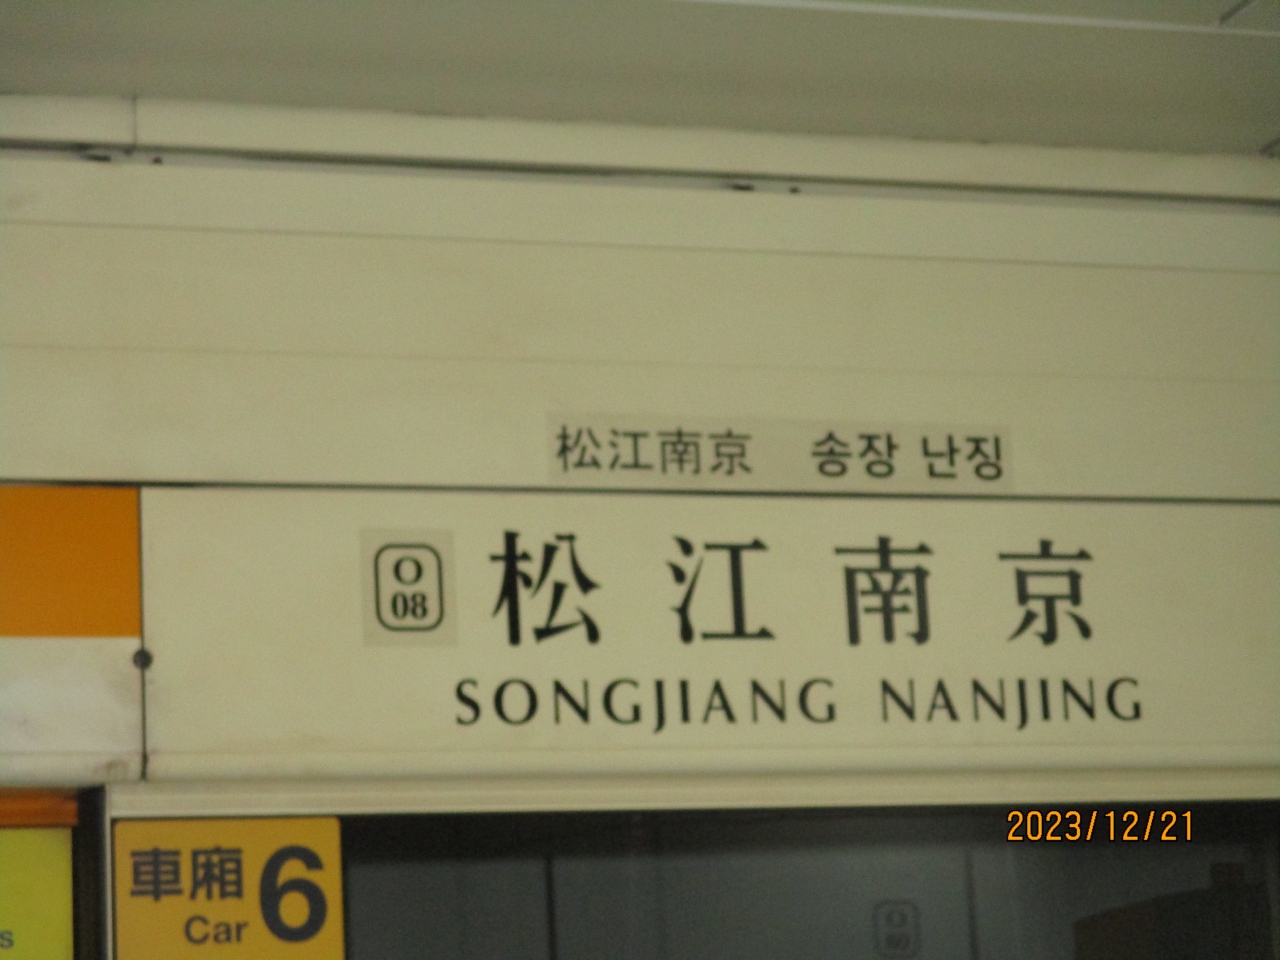 松江南京 송장 난징
O
08
松江南京
SONGJIANG NANJING
2023/12/21
車廂
Car
6
s